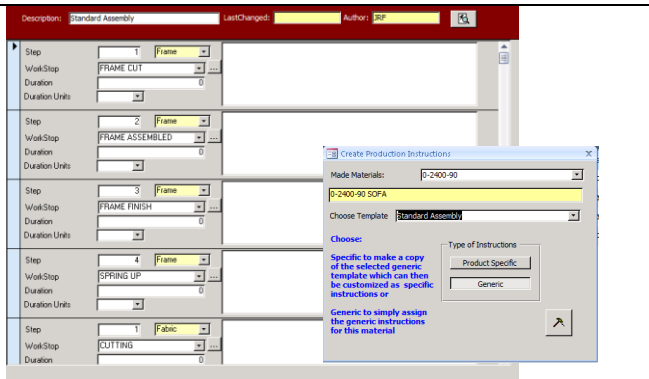 Description: Standard Assembly LastChanged: Author: JRF
Step 1 Frame
WorkStop FRAME CUT ...
Duration 0
Duration Units
Step 2 Frame
WorkStop FRAME ASSEMBLED ...
Duration 0
Duration Units
Step 3 Frame
WorkStop FRAME FINISH ...
Duration 0
Duration Units
Step 4 Frame
WorkStop SPRING UP ...
Duration 0
Duration Units
Step 1 Fabric
WorkStop CUTTING ...
Duration 0
Create Production Instructions x
Made Materials: 0-2400-90
0-2400-90 SOFA
Choose Template Standard Assembly
Choose:
Specific to make a copy
of the selected generic
template which can then
be customized as specific
instructions or
Generic to simply assign
the generic instructions
for this material
Type of Instructions
Product Specific
Generic